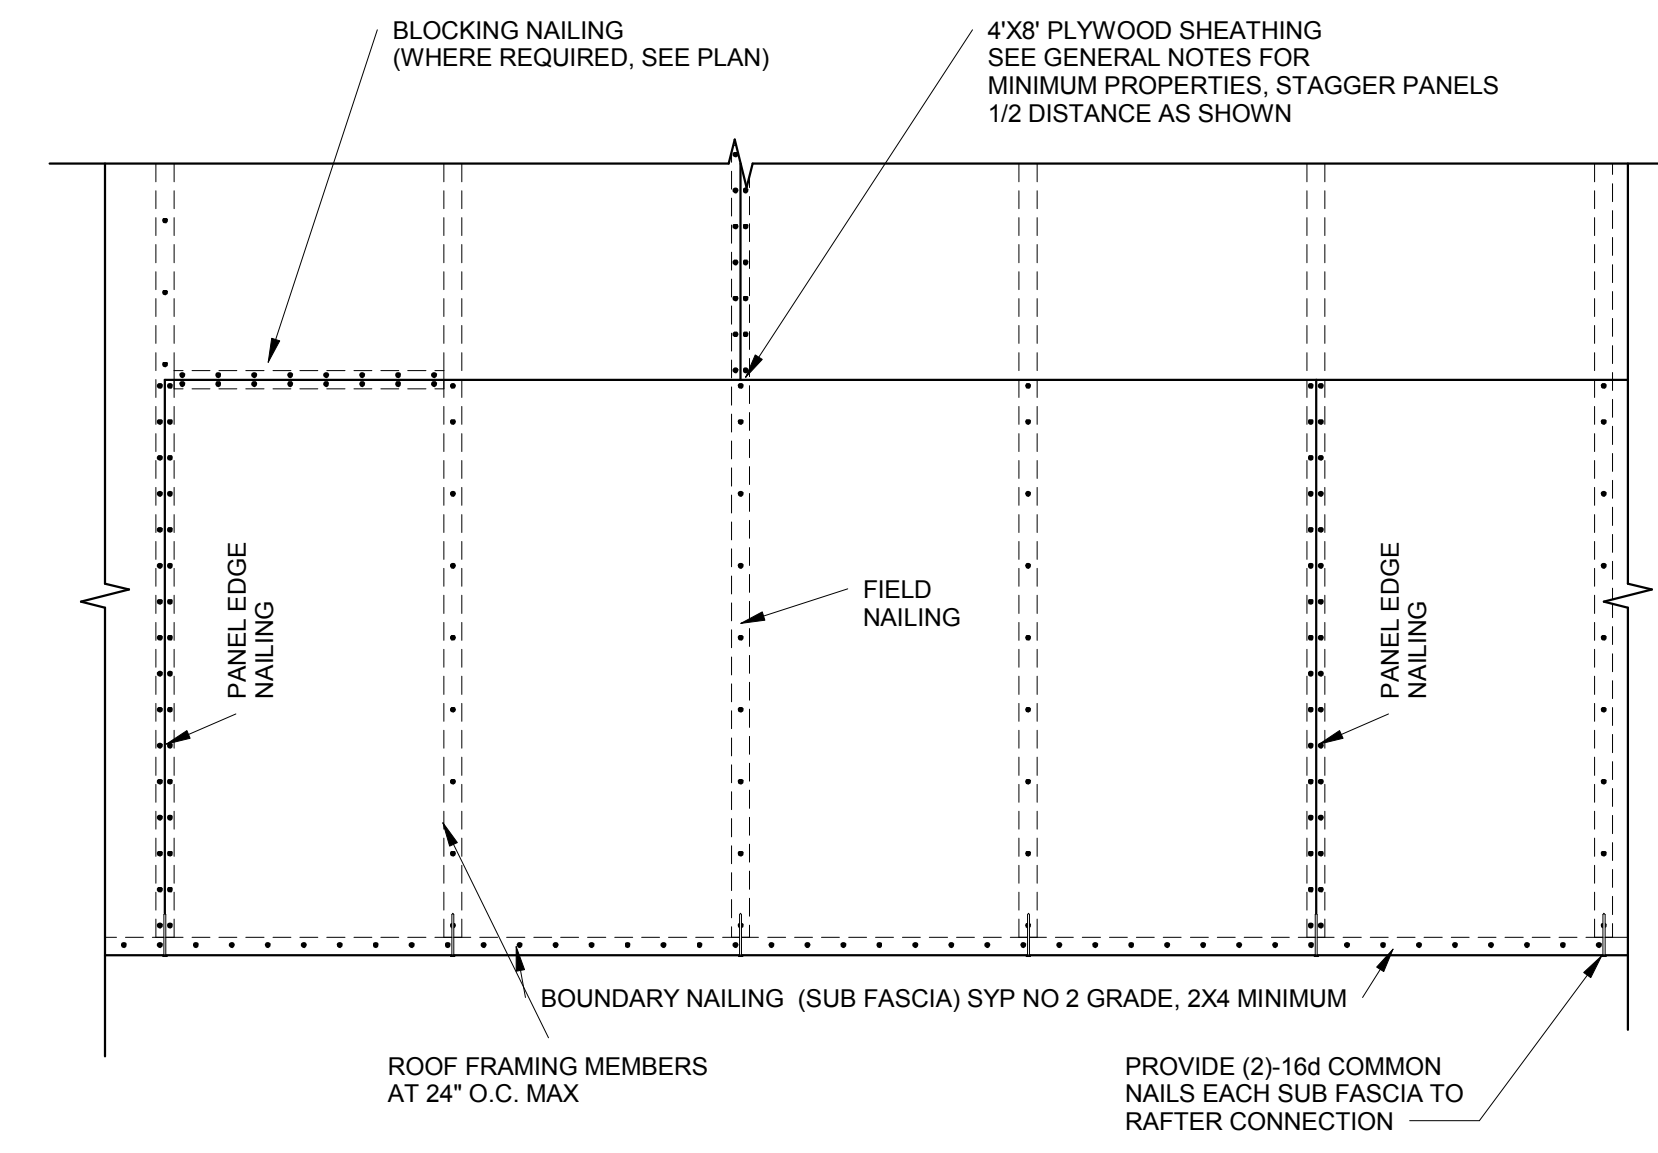 BLOCKING NAILING
(WHERE REQUIRED, SEE PLAN)
4'X8' PLYWOOD SHEATHING
SEE GENERAL NOTES FOR
MINIMUM PROPERTIES, STAGGER PANELS
1/2 DISTANCE AS SHOWN
PANEL EDGE
NAILING
FIELD
NAILING
PANEL EDGE
NAILING
BOUNDARY NAILING (SUB FASCIA) SYP NO 2 GRADE, 2X4 MINIMUM
ROOF FRAMING MEMBERS
AT 24" O.C. MAX
PROVIDE (2)-16d COMMON
NAILS EACH SUB FASCIA TO
RAFTER CONNECTION